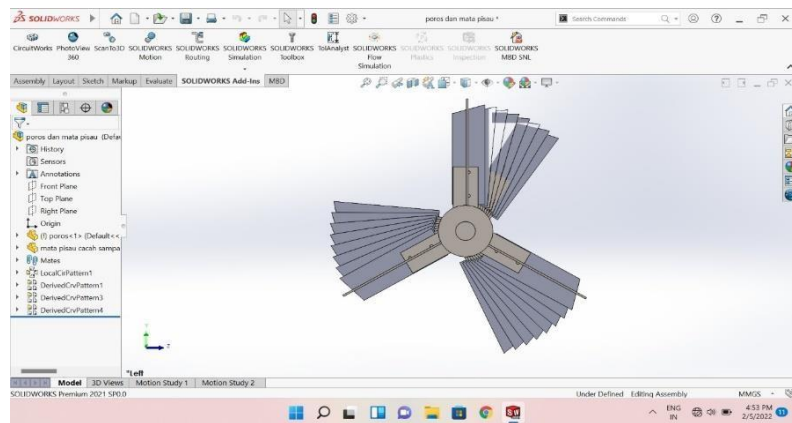 SOLIDWORKS
poros dan mata pisau *
Search Commands
CircuitWorks PhotoView 360 ScanTo3D SOLIDWORKS Motion SOLIDWORKS Routing SOLIDWORKS Simulation SOLIDWORKS Toolbox TolAnalyst SOLIDWORKS Flow Simulation SOLIDWORKS Plastics SOLIDWORKS Inspection SOLIDWORKS MBD SNL
Assembly Layout Sketch Markup Evaluate SOLIDWORKS Add-Ins MBD
poros dan mata pisau (Defau
History
Sensors
Annotations
Front Plane
Top Plane
Right Plane
Origin
(f) poros<1> (Default<<
mata pisau cacah sampa
Mates
LocalCirPattern1
DerivedCrvPattern1
DerivedCrvPattern3
DerivedCrvPattern4
Y
Z
*Left
Model 3D Views Motion Study 1 Motion Study 2
SOLIDWORKS Premium 2021 SP0.0
Under Defined Editing Assembly MMGS
ENG IN
4:53 PM
2/5/2022